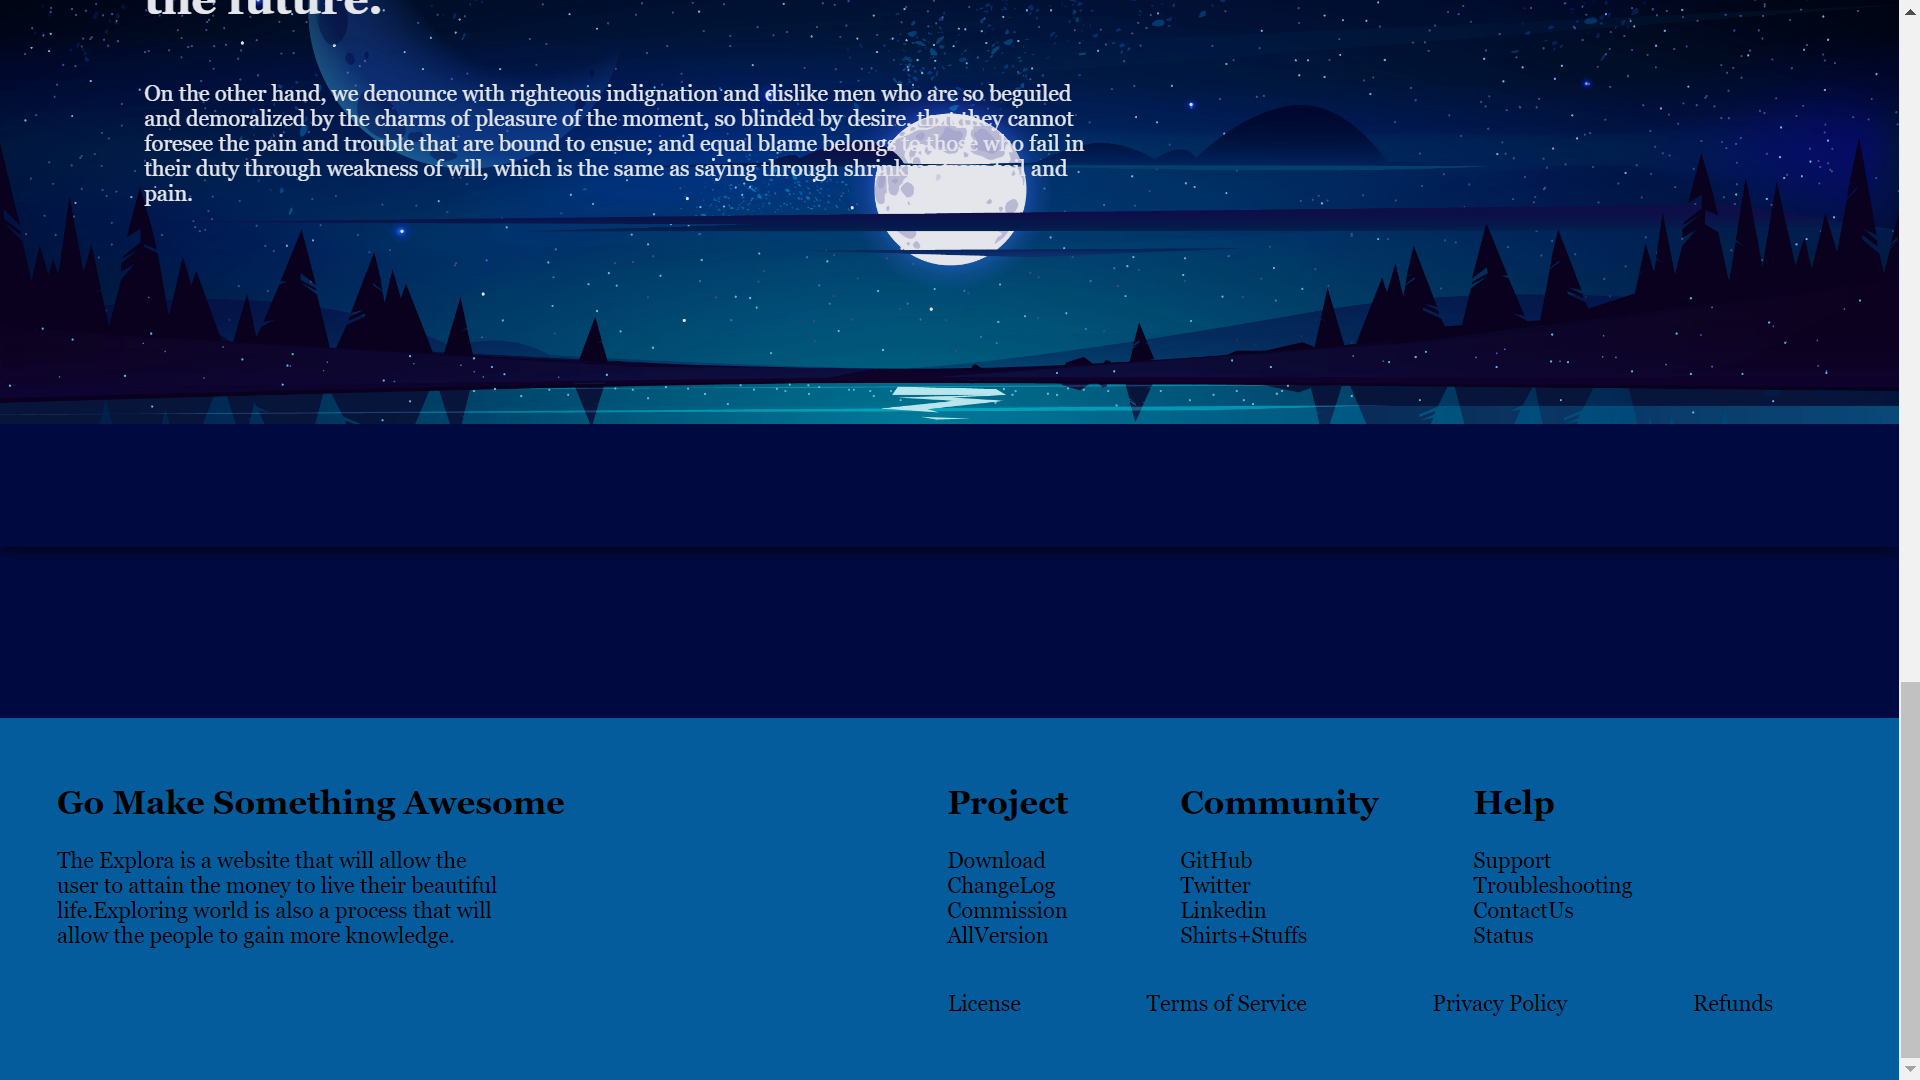 the future.
On the other hand, we denounce with righteous indignation and dislike men who are so beguiled
and demoralized by the charms of pleasure of the moment, so blinded by desire, that they cannot
foresee the pain and trouble that are bound to ensue; and equal blame belongs to those who fail in
their duty through weakness of will, which is the same as saying through shrinking from toil and
pain.
Go Make Something Awesome
The Explora is a website that will allow the
user to attain the money to live their beautiful
life.Exploring world is also a process that will
allow the people to gain more knowledge.
Project
Download
ChangeLog
Commission
AllVersion
Community
GitHub
Twitter
Linkedin
Shirts+Stuffs
Help
Support
Troubleshooting
ContactUs
Status
License
Terms of Service
Privacy Policy
Refunds